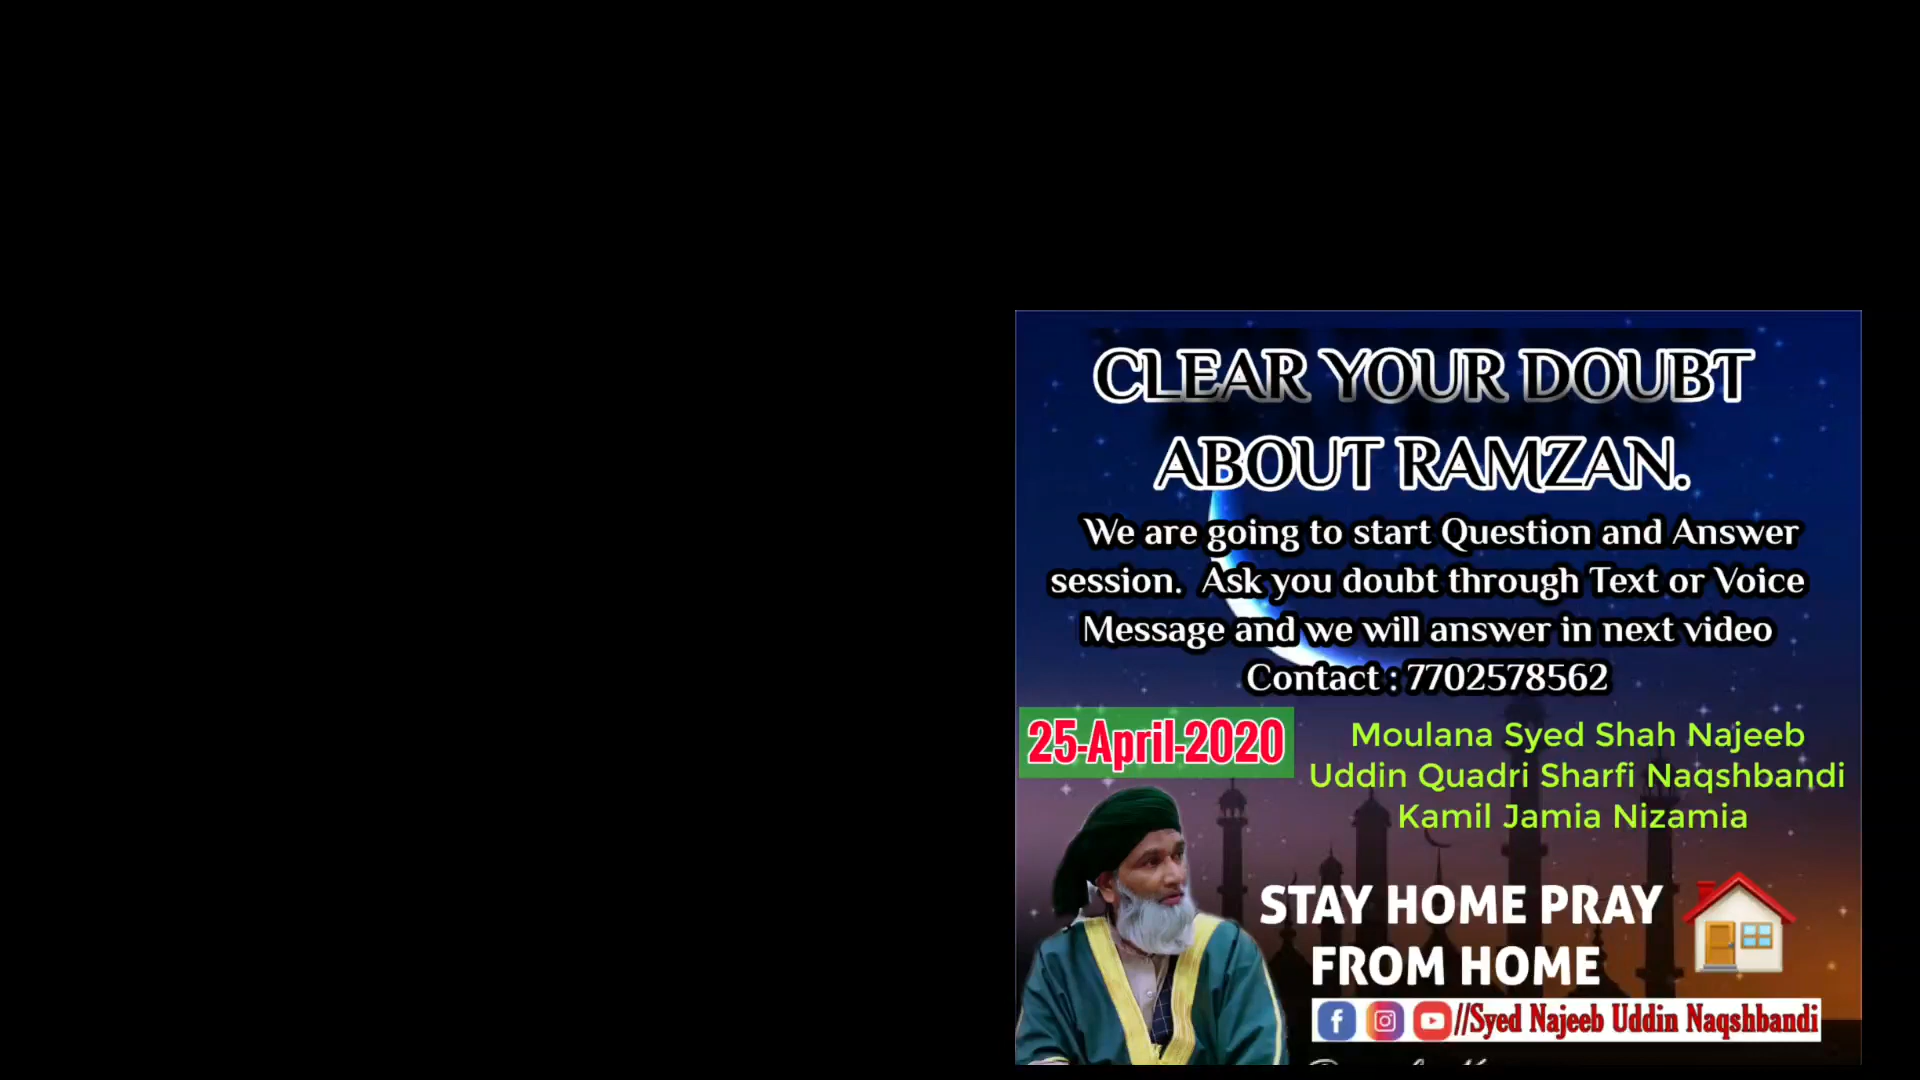 CLEAR YOUR DOUBT
ABOUT RAMZAN.
We are going to start Question and Answer
session. Ask you doubt through Text or Voice
Message and we will answer in next video
Contact : 7702578562
25-April-2020
Moulana Syed Shah Najeeb
Uddin Quadri Sharfi Naqshbandi
Kamil Jamia Nizamia
STAY HOME PRAY
FROM HOME
//Syed Najeeb Uddin Naqshbandi